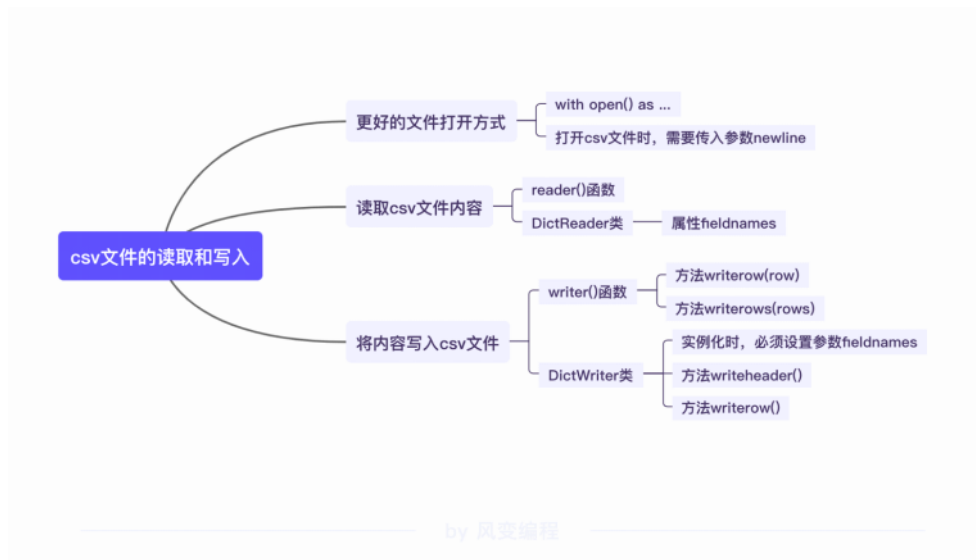 更好的文件打开方式
with open() as ...
打开csv文件时，需要传入参数newline
读取csv文件内容
reader()函数
DictReader类
属性fieldnames
csv文件的读取和写入
将内容写入csv文件
writer()函数
方法writerow(row)
方法writerows(rows)
DictWriter类
实例化时，必须设置参数fieldnames
方法writeheader()
方法writerow()
by 风变编程